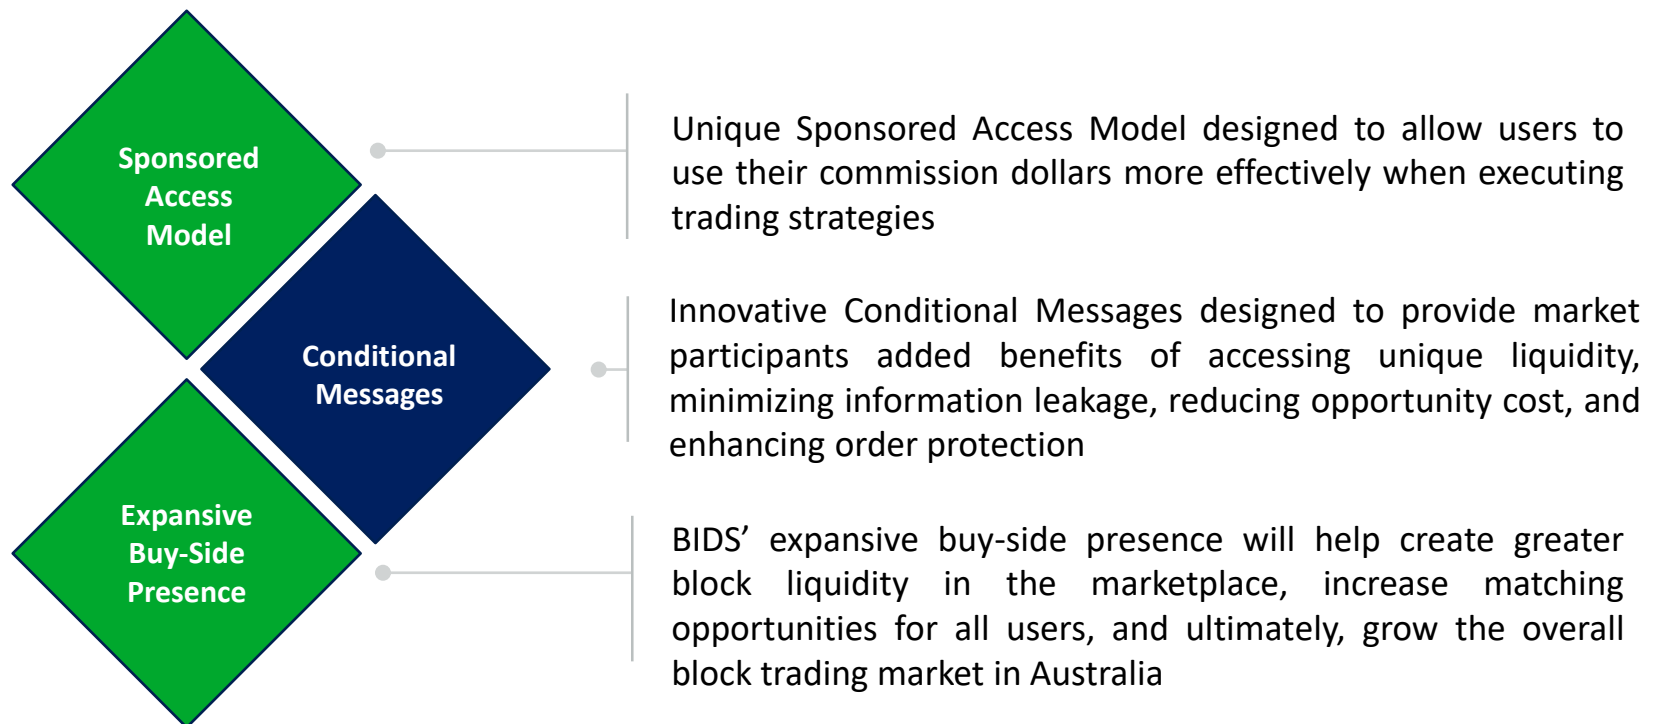 Sponsored
Access
Model
Unique Sponsored Access Model designed to allow users to
use their commission dollars more effectively when executing
trading strategies
Conditional
Messages
Innovative Conditional Messages designed to provide market
participants added benefits of accessing unique liquidity,
minimizing information leakage, reducing opportunity cost, and
enhancing order protection
Expansive
Buy-Side
Presence
BIDS’ expansive buy-side presence will help create greater
block liquidity in the marketplace, increase matching
opportunities for all users, and ultimately, grow the overall
block trading market in Australia